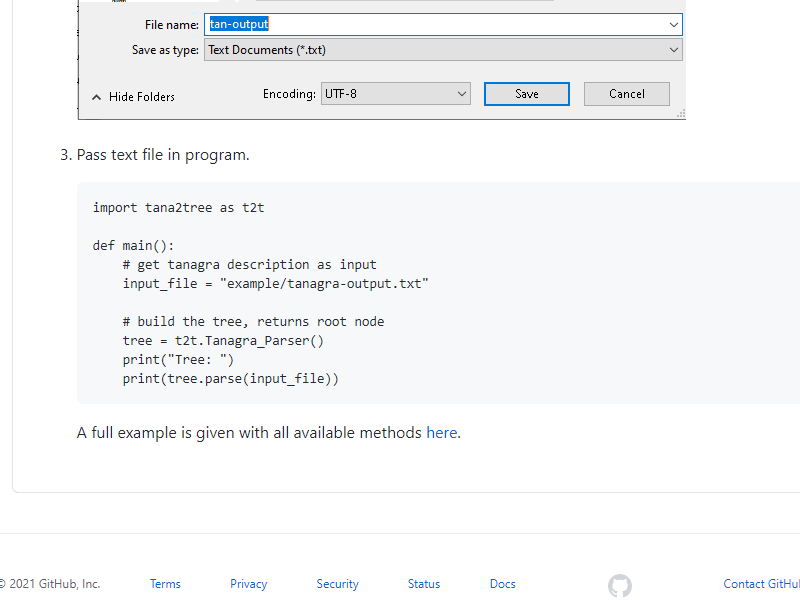 File name: tan-output
Save as type: Text Documents (*.txt)
Hide Folders Encoding: UTF-8 Save Cancel
3. Pass text file in program.
import tana2tree as t2t
def main():
# get tanagra description as input
input_file = "example/tanagra-output.txt"
# build the tree, returns root node
tree = t2t.Tanagra_Parser()
print("Tree: ")
print(tree.parse(input_file))
A full example is given with all available methods here.
© 2021 GitHub, Inc. Terms Privacy Security Status Docs Contact GitHu